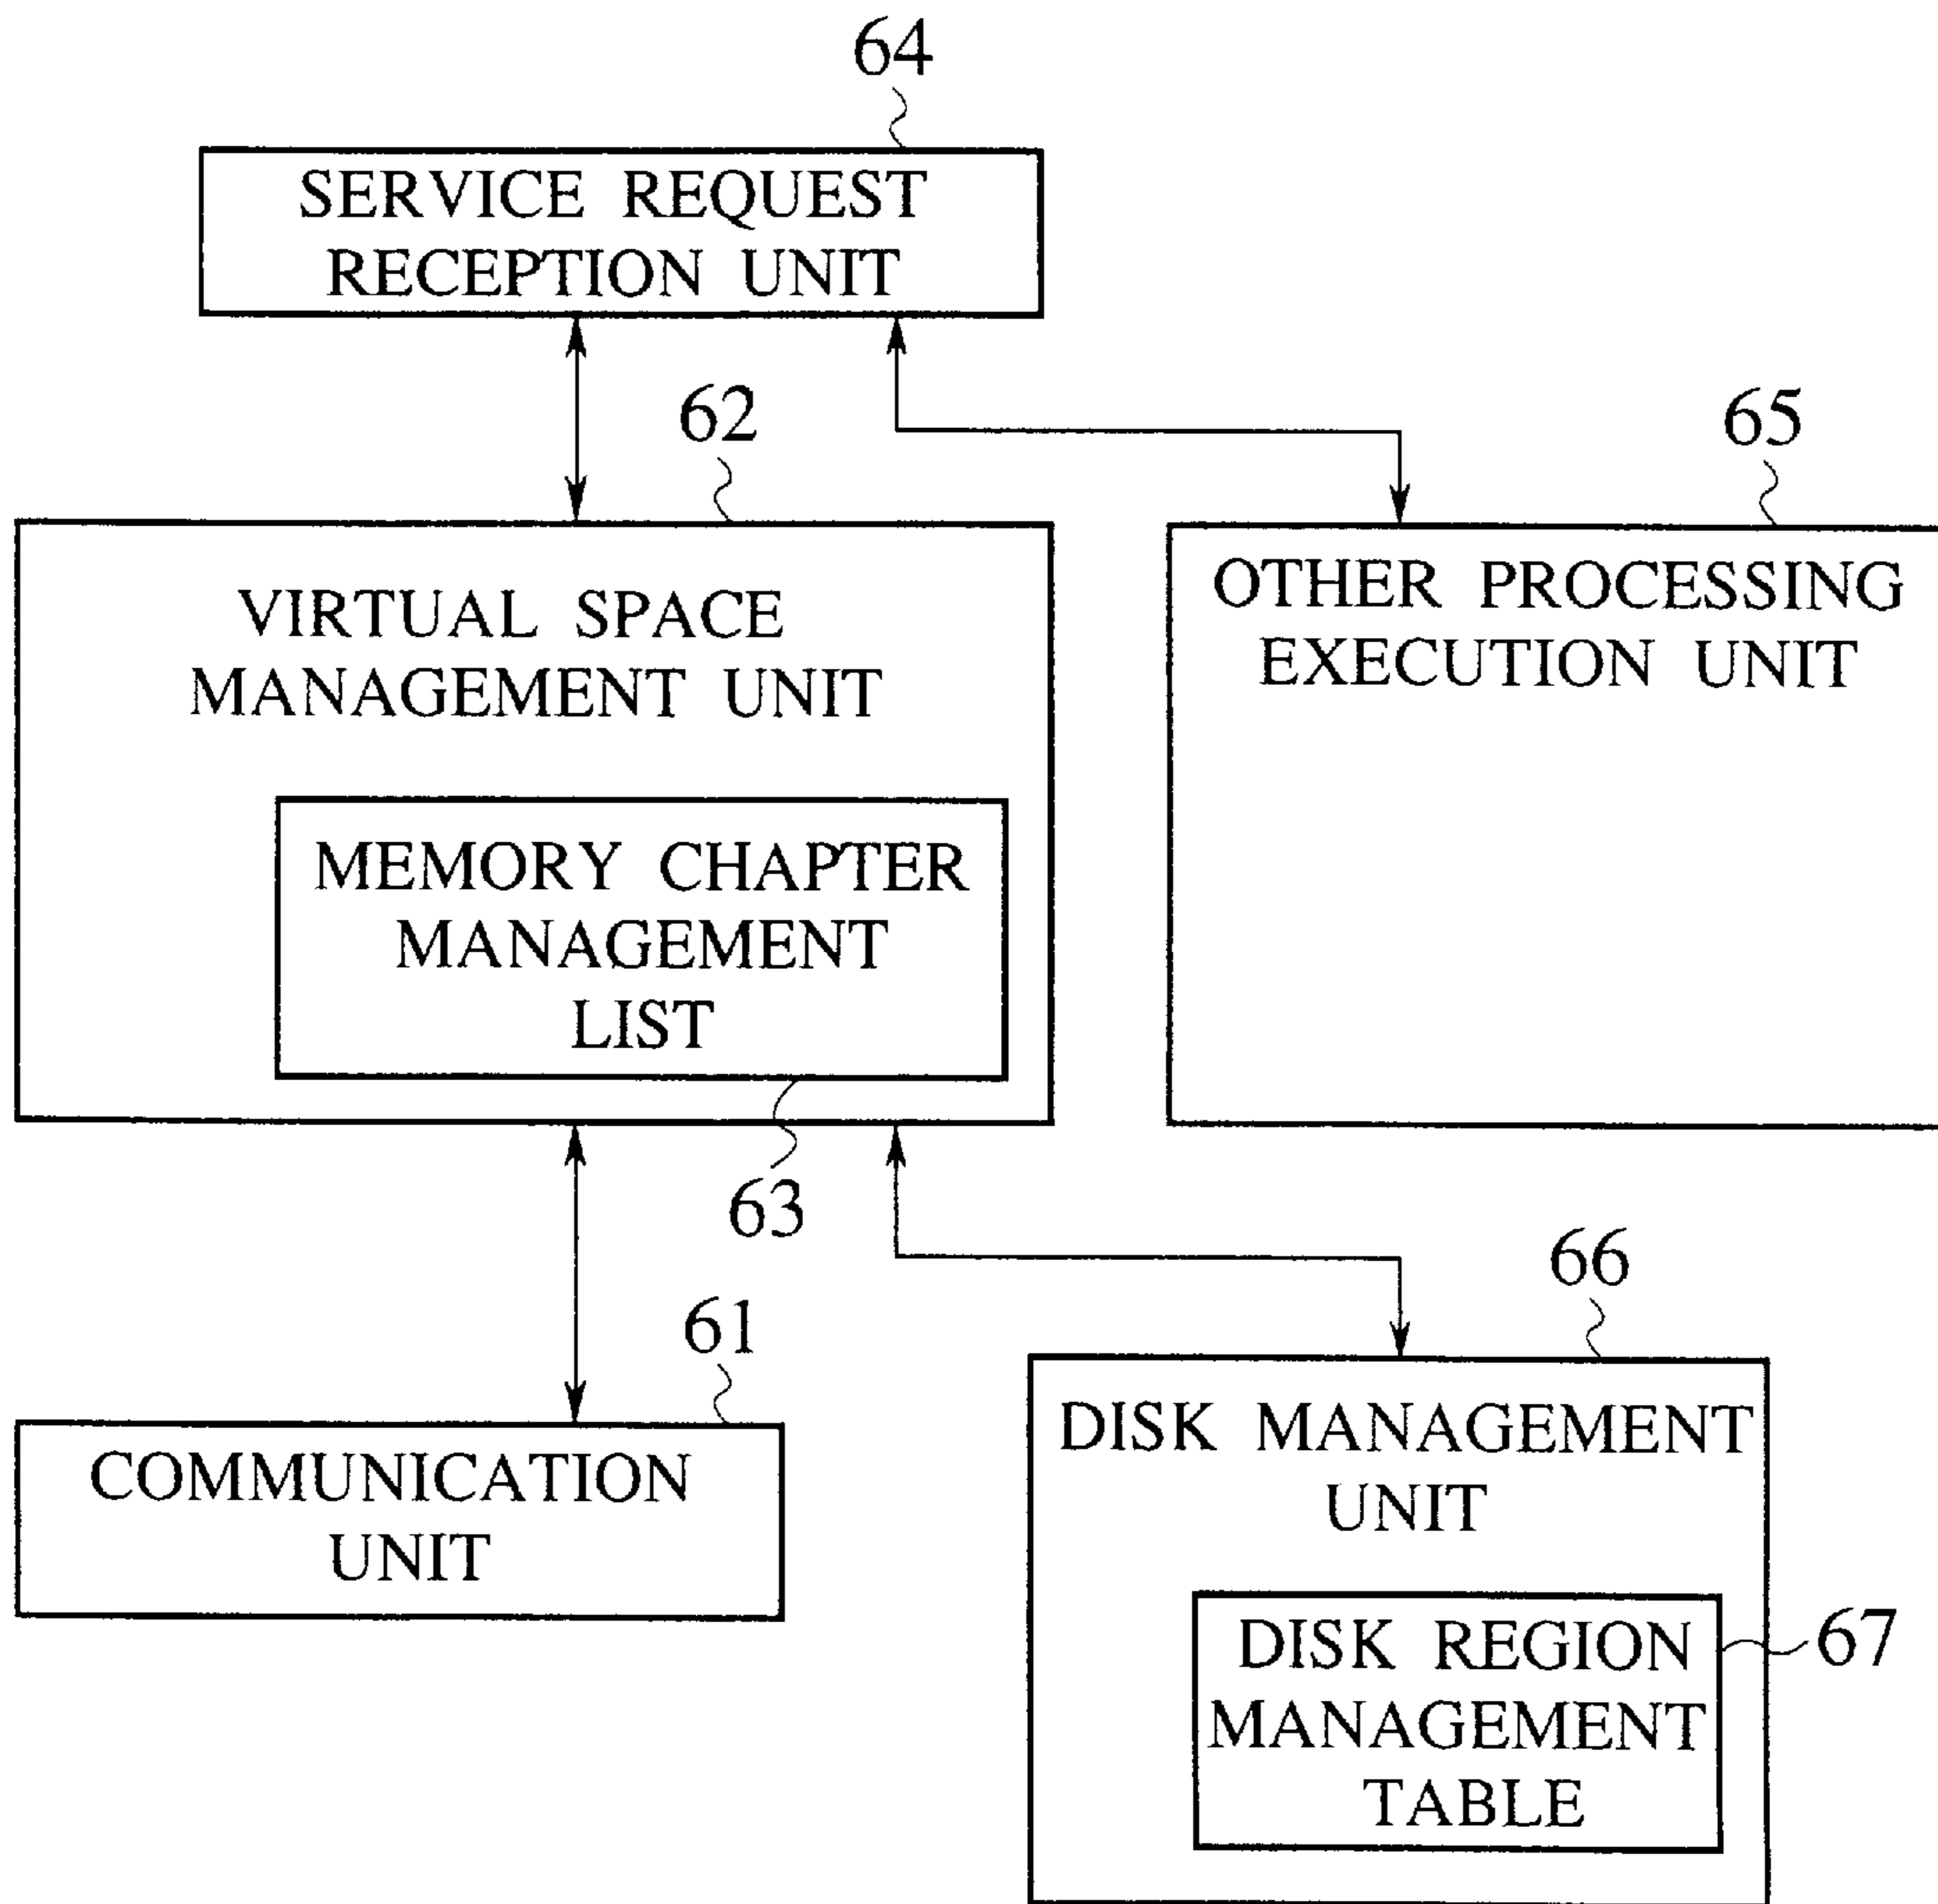 64
SERVICE REQUEST
RECEPTION UNIT
62
65
VIRTUAL SPACE
MANAGEMENT UNIT
OTHER PROCESSING
EXECUTION UNIT
MEMORY CHAPTER
MANAGEMENT
LIST
63
66
61
COMMUNICATION
UNIT
DISK MANAGEMENT
UNIT
DISK REGION
MANAGEMENT
TABLE
67